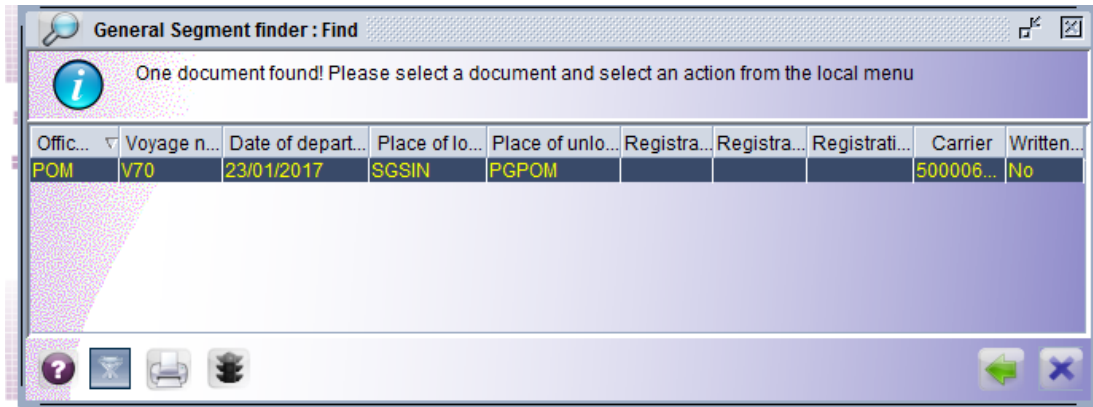 General Segment finder : Find
One document found! Please select a document and select an action from the local menu
Offic... Voyage n... Date of depart... Place of lo... Place of unlo... Registra... Registra... Registrati... Carrier Written...
POM V70 23/01/2017 SGSIN PGPOM 500006... No